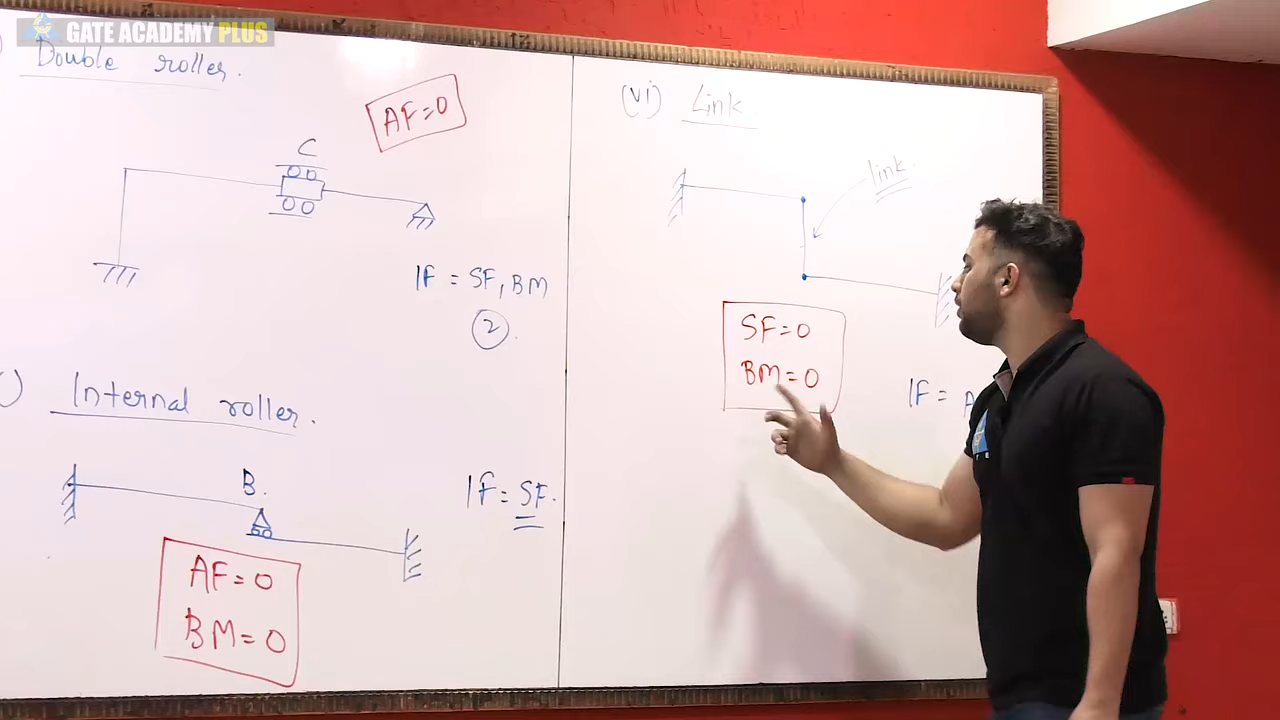 GATE ACADEMY PLUS
) Double roller.
AF=0
C
IF = SF, BM
2
) Internal roller.
B.
IF = SF.
AF=0
BM=0
(vi) Link
link.
SF=0
BM=0
IF = A